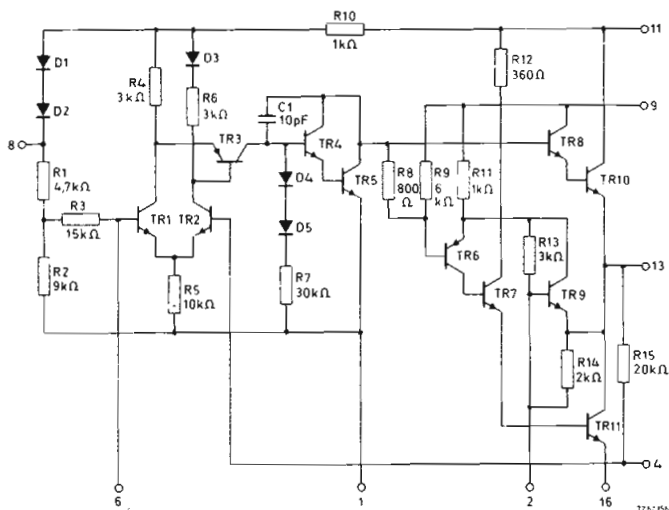 R10
1kΩ
11
D1
D3
R12
360Ω
R4
3kΩ
D2
R6
3kΩ
C1
10pF
9
8
TR3
TR4
TR8
R1
4,7kΩ
D4
TR5
R8
800
Ω
R9
6
kΩ
R11
1kΩ
TR10
R3
15kΩ
TR1
TR2
D5
TR6
R13
3kΩ
13
R2
9kΩ
R5
10kΩ
R7
30kΩ
TR7
TR9
R14
2kΩ
R15
20kΩ
TR11
4
6
1
2
16